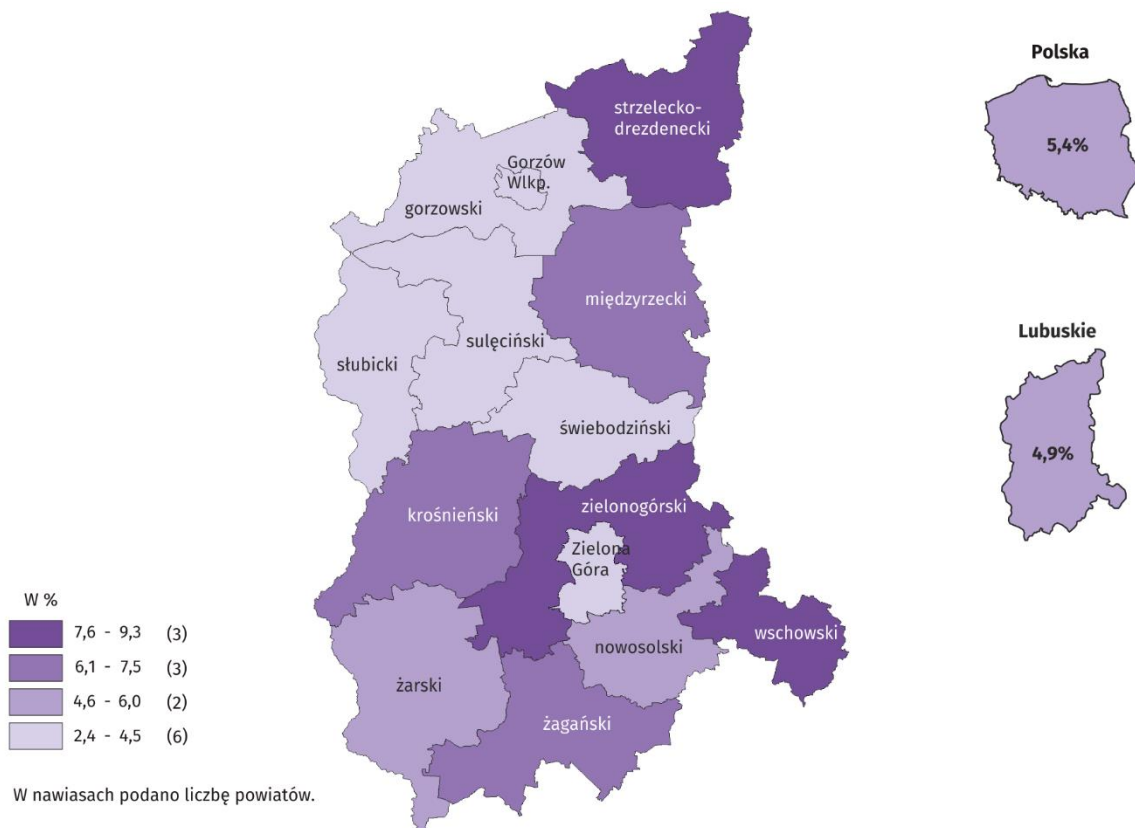 strzelecko-
drezdenecki
Gorzów
Wlkp.
gorzowski
międzyrzecki
sulęciński
słubicki
świebodziński
krośnieński
zielonogórski
Zielona
Góra
wschowski
nowosolski
żarski
żagański
Polska
5,4%
Lubuskie
4,9%
W %
7,6 - 9,3 (3)
6,1 - 7,5 (3)
4,6 - 6,0 (2)
2,4 - 4,5 (6)
W nawiasach podano liczbę powiatów.